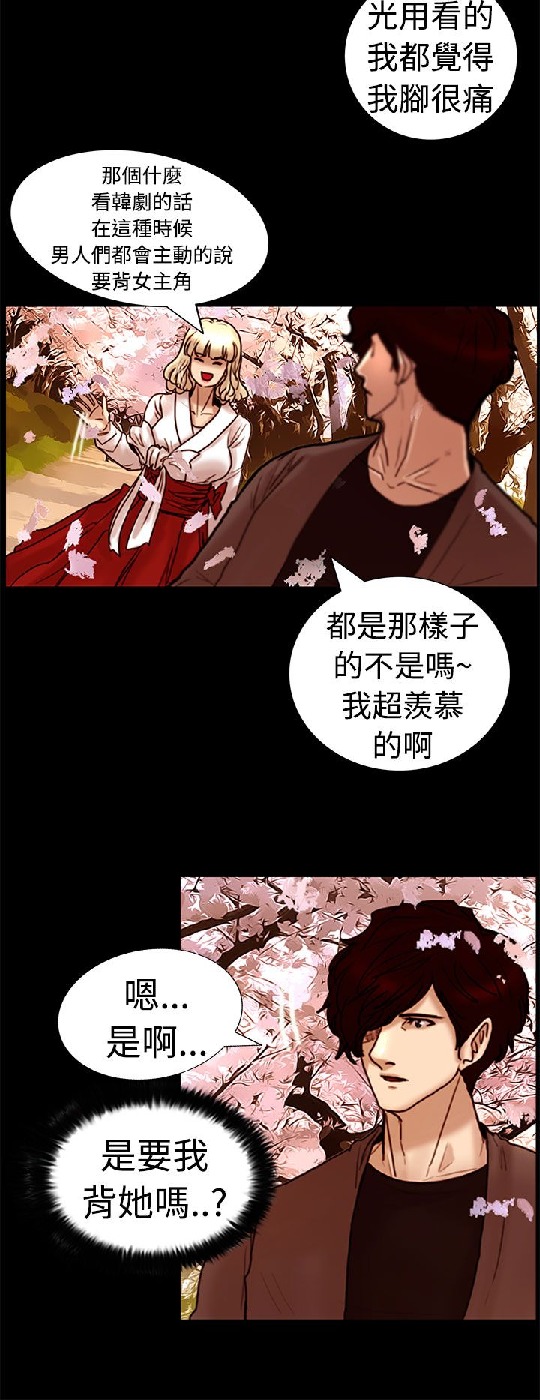 光用看的
我都覺得
我腳很痛
那個什麼
看韓劇的話
在這種時候
男人們都會主動的說
要背女主角
都是那樣子
的不是嗎~
我超羨慕
的啊
嗯...
是啊...
是要我
背她嗎..?